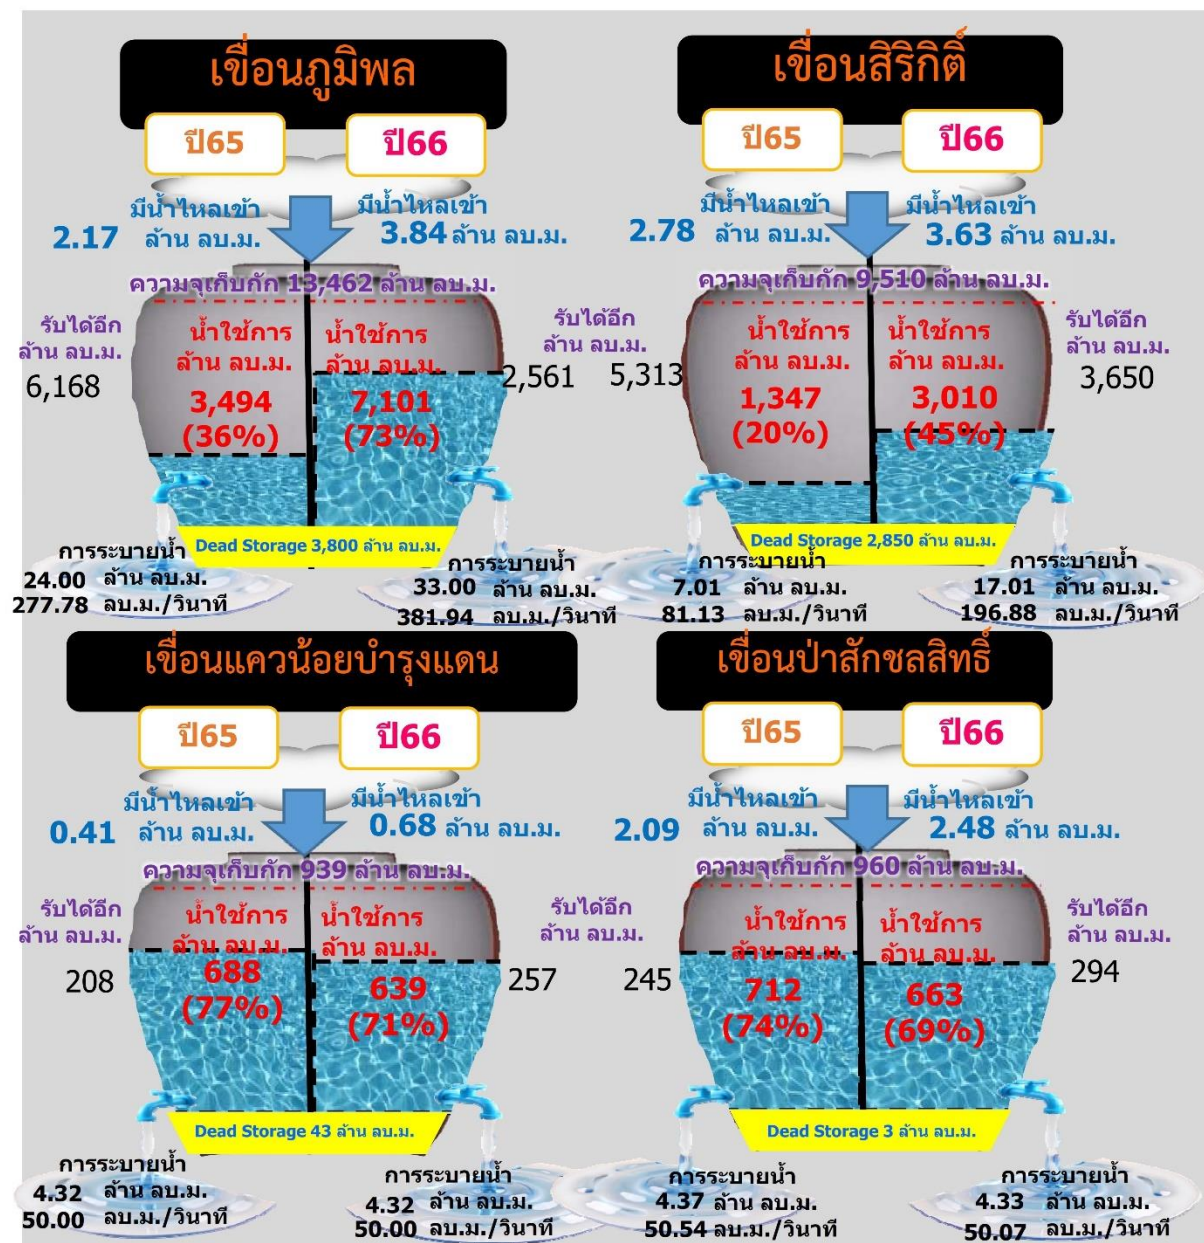 เขื่อนภูมิพล
ปี65
ปี66
มีน้ำไหลเข้า
2.17 ล้าน ลบ.ม.
มีน้ำไหลเข้า
3.84 ล้าน ลบ.ม.
ความจุเก็บกัก 13,462 ล้าน ลบ.ม.
รับได้อีก
ล้าน ลบ.ม.
6,168
น้ำใช้การ
ล้าน ลบ.ม.
3,494
(36%)
น้ำใช้การ
ล้าน ลบ.ม.
7,101
(73%)
รับได้อีก
ล้าน ลบ.ม.
2,561
Dead Storage 3,800 ล้าน ลบ.ม.
การระบายน้ำ
24.00 ล้าน ลบ.ม.
277.78 ลบ.ม./วินาที
การระบายน้ำ
33.00 ล้าน ลบ.ม.
381.94 ลบ.ม./วินาที
เขื่อนสิริกิติ์
ปี65
ปี66
มีน้ำไหลเข้า
2.78 ล้าน ลบ.ม.
มีน้ำไหลเข้า
3.63 ล้าน ลบ.ม.
ความจุเก็บกัก 9,510 ล้าน ลบ.ม.
5,313
น้ำใช้การ
ล้าน ลบ.ม.
1,347
(20%)
น้ำใช้การ
ล้าน ลบ.ม.
3,010
(45%)
รับได้อีก
ล้าน ลบ.ม.
3,650
Dead Storage 2,850 ล้าน ลบ.ม.
การระบายน้ำ
7.01 ล้าน ลบ.ม.
81.13 ลบ.ม./วินาที
การระบายน้ำ
17.01 ล้าน ลบ.ม.
196.88 ลบ.ม./วินาที
เขื่อนแควน้อยบำรุงแดน
ปี65
ปี66
มีน้ำไหลเข้า
0.41 ล้าน ลบ.ม.
มีน้ำไหลเข้า
0.68 ล้าน ลบ.ม.
ความจุเก็บกัก 939 ล้าน ลบ.ม.
รับได้อีก
ล้าน ลบ.ม.
208
น้ำใช้การ
ล้าน ลบ.ม.
688
(77%)
น้ำใช้การ
ล้าน ลบ.ม.
639
(71%)
รับได้อีก
ล้าน ลบ.ม.
257
Dead Storage 43 ล้าน ลบ.ม.
การระบายน้ำ
4.32 ล้าน ลบ.ม.
50.00 ลบ.ม./วินาที
การระบายน้ำ
4.32 ล้าน ลบ.ม.
50.00 ลบ.ม./วินาที
เขื่อนป่าสักชลสิทธิ์
ปี65
ปี66
มีน้ำไหลเข้า
2.09 ล้าน ลบ.ม.
มีน้ำไหลเข้า
2.48 ล้าน ลบ.ม.
ความจุเก็บกัก 960 ล้าน ลบ.ม.
245
น้ำใช้การ
ล้าน ลบ.ม.
712
(74%)
น้ำใช้การ
ล้าน ลบ.ม.
663
(69%)
รับได้อีก
ล้าน ลบ.ม.
294
Dead Storage 3 ล้าน ลบ.ม.
การระบายน้ำ
4.37 ล้าน ลบ.ม.
50.54 ลบ.ม./วินาที
การระบายน้ำ
4.33 ล้าน ลบ.ม.
50.07 ลบ.ม./วินาที